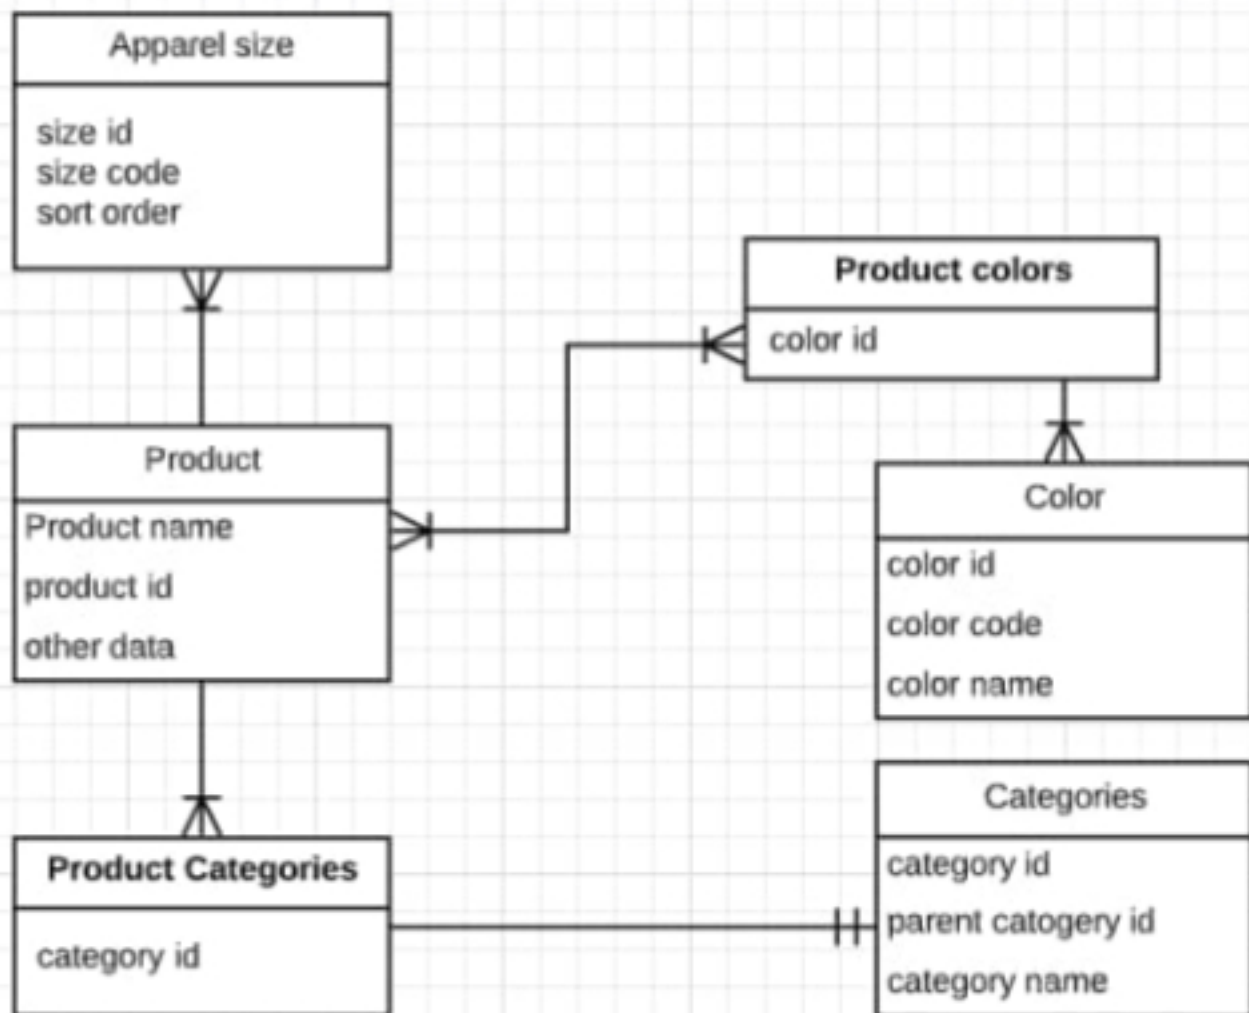 Apparel size
size id
size code
sort order
Product colors
color id
Product
Product name
product id
other data
Color
color id
color code
color name
Product Categories
category id
Categories
category id
parent catogery id
category name